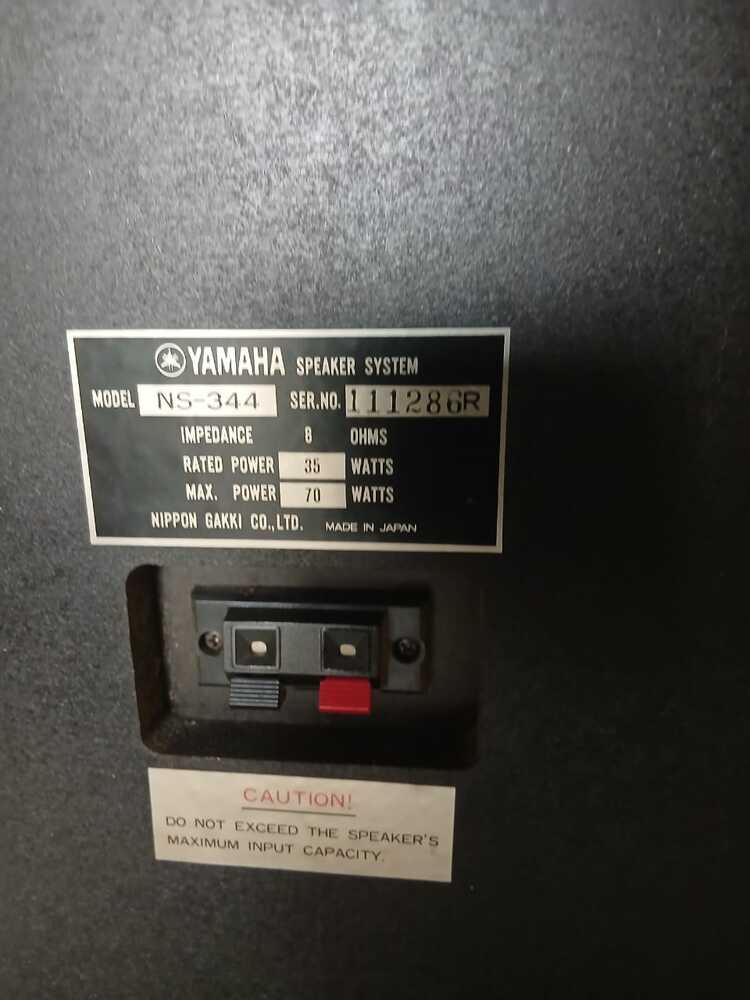 YAMAHA SPEAKER SYSTEM
MODEL NS-344 SER.NO. 111286R
IMPEDANCE 8 OHMS
RATED POWER 35 WATTS
MAX. POWER 70 WATTS
NIPPON GAKKI CO.,LTD. MADE IN JAPAN
CAUTION!
DO NOT EXCEED THE SPEAKER'S
MAXIMUM INPUT CAPACITY.